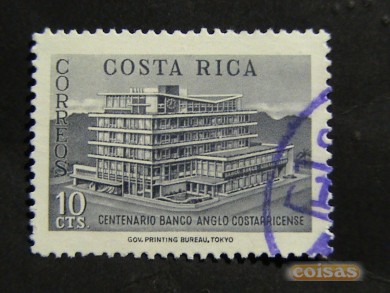 COSTA RICA
CORREOS
10
CTS.
CENTENARIO BANCO ANGLO COSTARRICENSE
GOV. PRINTING BUREAU, TOKYO
coisas